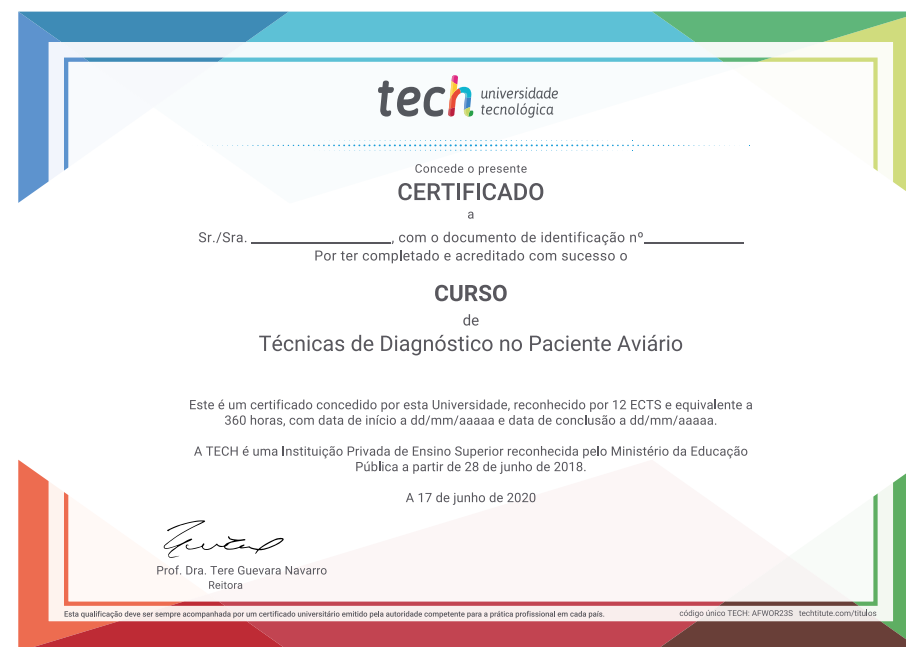 tech universidade
tecnológica
Concede o presente
CERTIFICADO
a
Sr./Sra. , com o documento de identificação nº
Por ter completado e acreditado com sucesso o
CURSO
de
Técnicas de Diagnóstico no Paciente Aviário
Este é um certificado concedido por esta Universidade, reconhecido por 12 ECTS e equivalente a
360 horas, com data de início a dd/mm/aaaaa e data de conclusão a dd/mm/aaaaa.
A TECH é uma Instituição Privada de Ensino Superior reconhecida pelo Ministério da Educação
Pública a partir de 28 de junho de 2018.
A 17 de junho de 2020
Prof. Dra. Tere Guevara Navarro
Reitora
Esta qualificação deve ser sempre acompanhada por um certificado universitário emitido pela autoridade competente para a prática profissional em cada país.
código único TECH: AFWOR23S techtitute.com/titulos